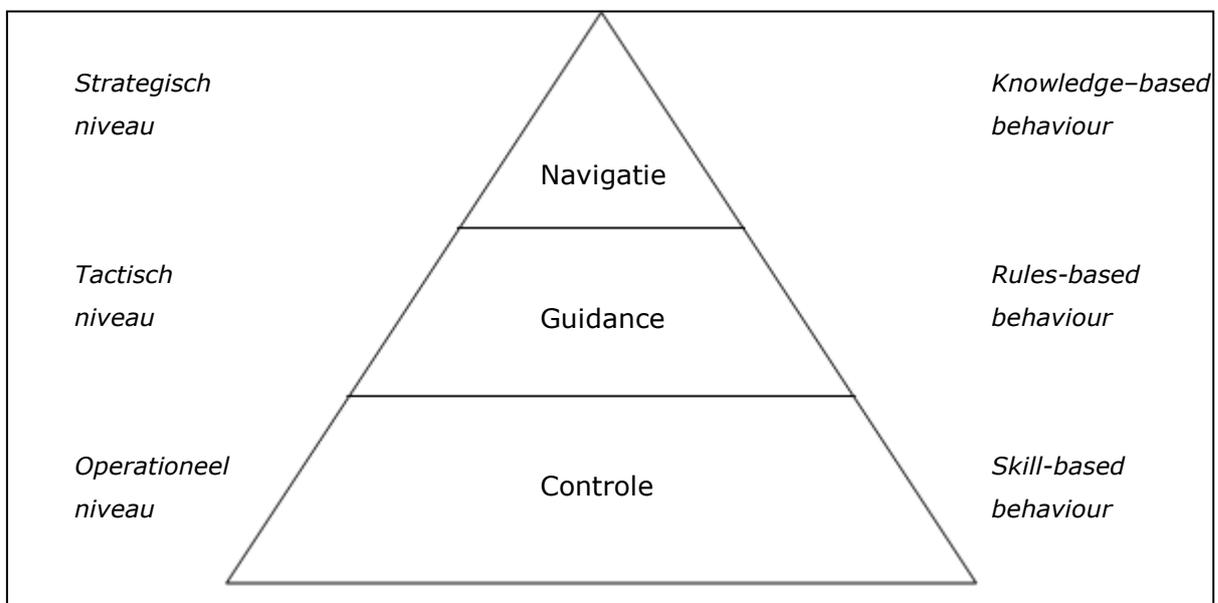 Strategisch
niveau
Knowledge–based
behaviour
Navigatie
Tactisch
niveau
Guidance
Rules-based
behaviour
Operationeel
niveau
Controle
Skill-based
behaviour